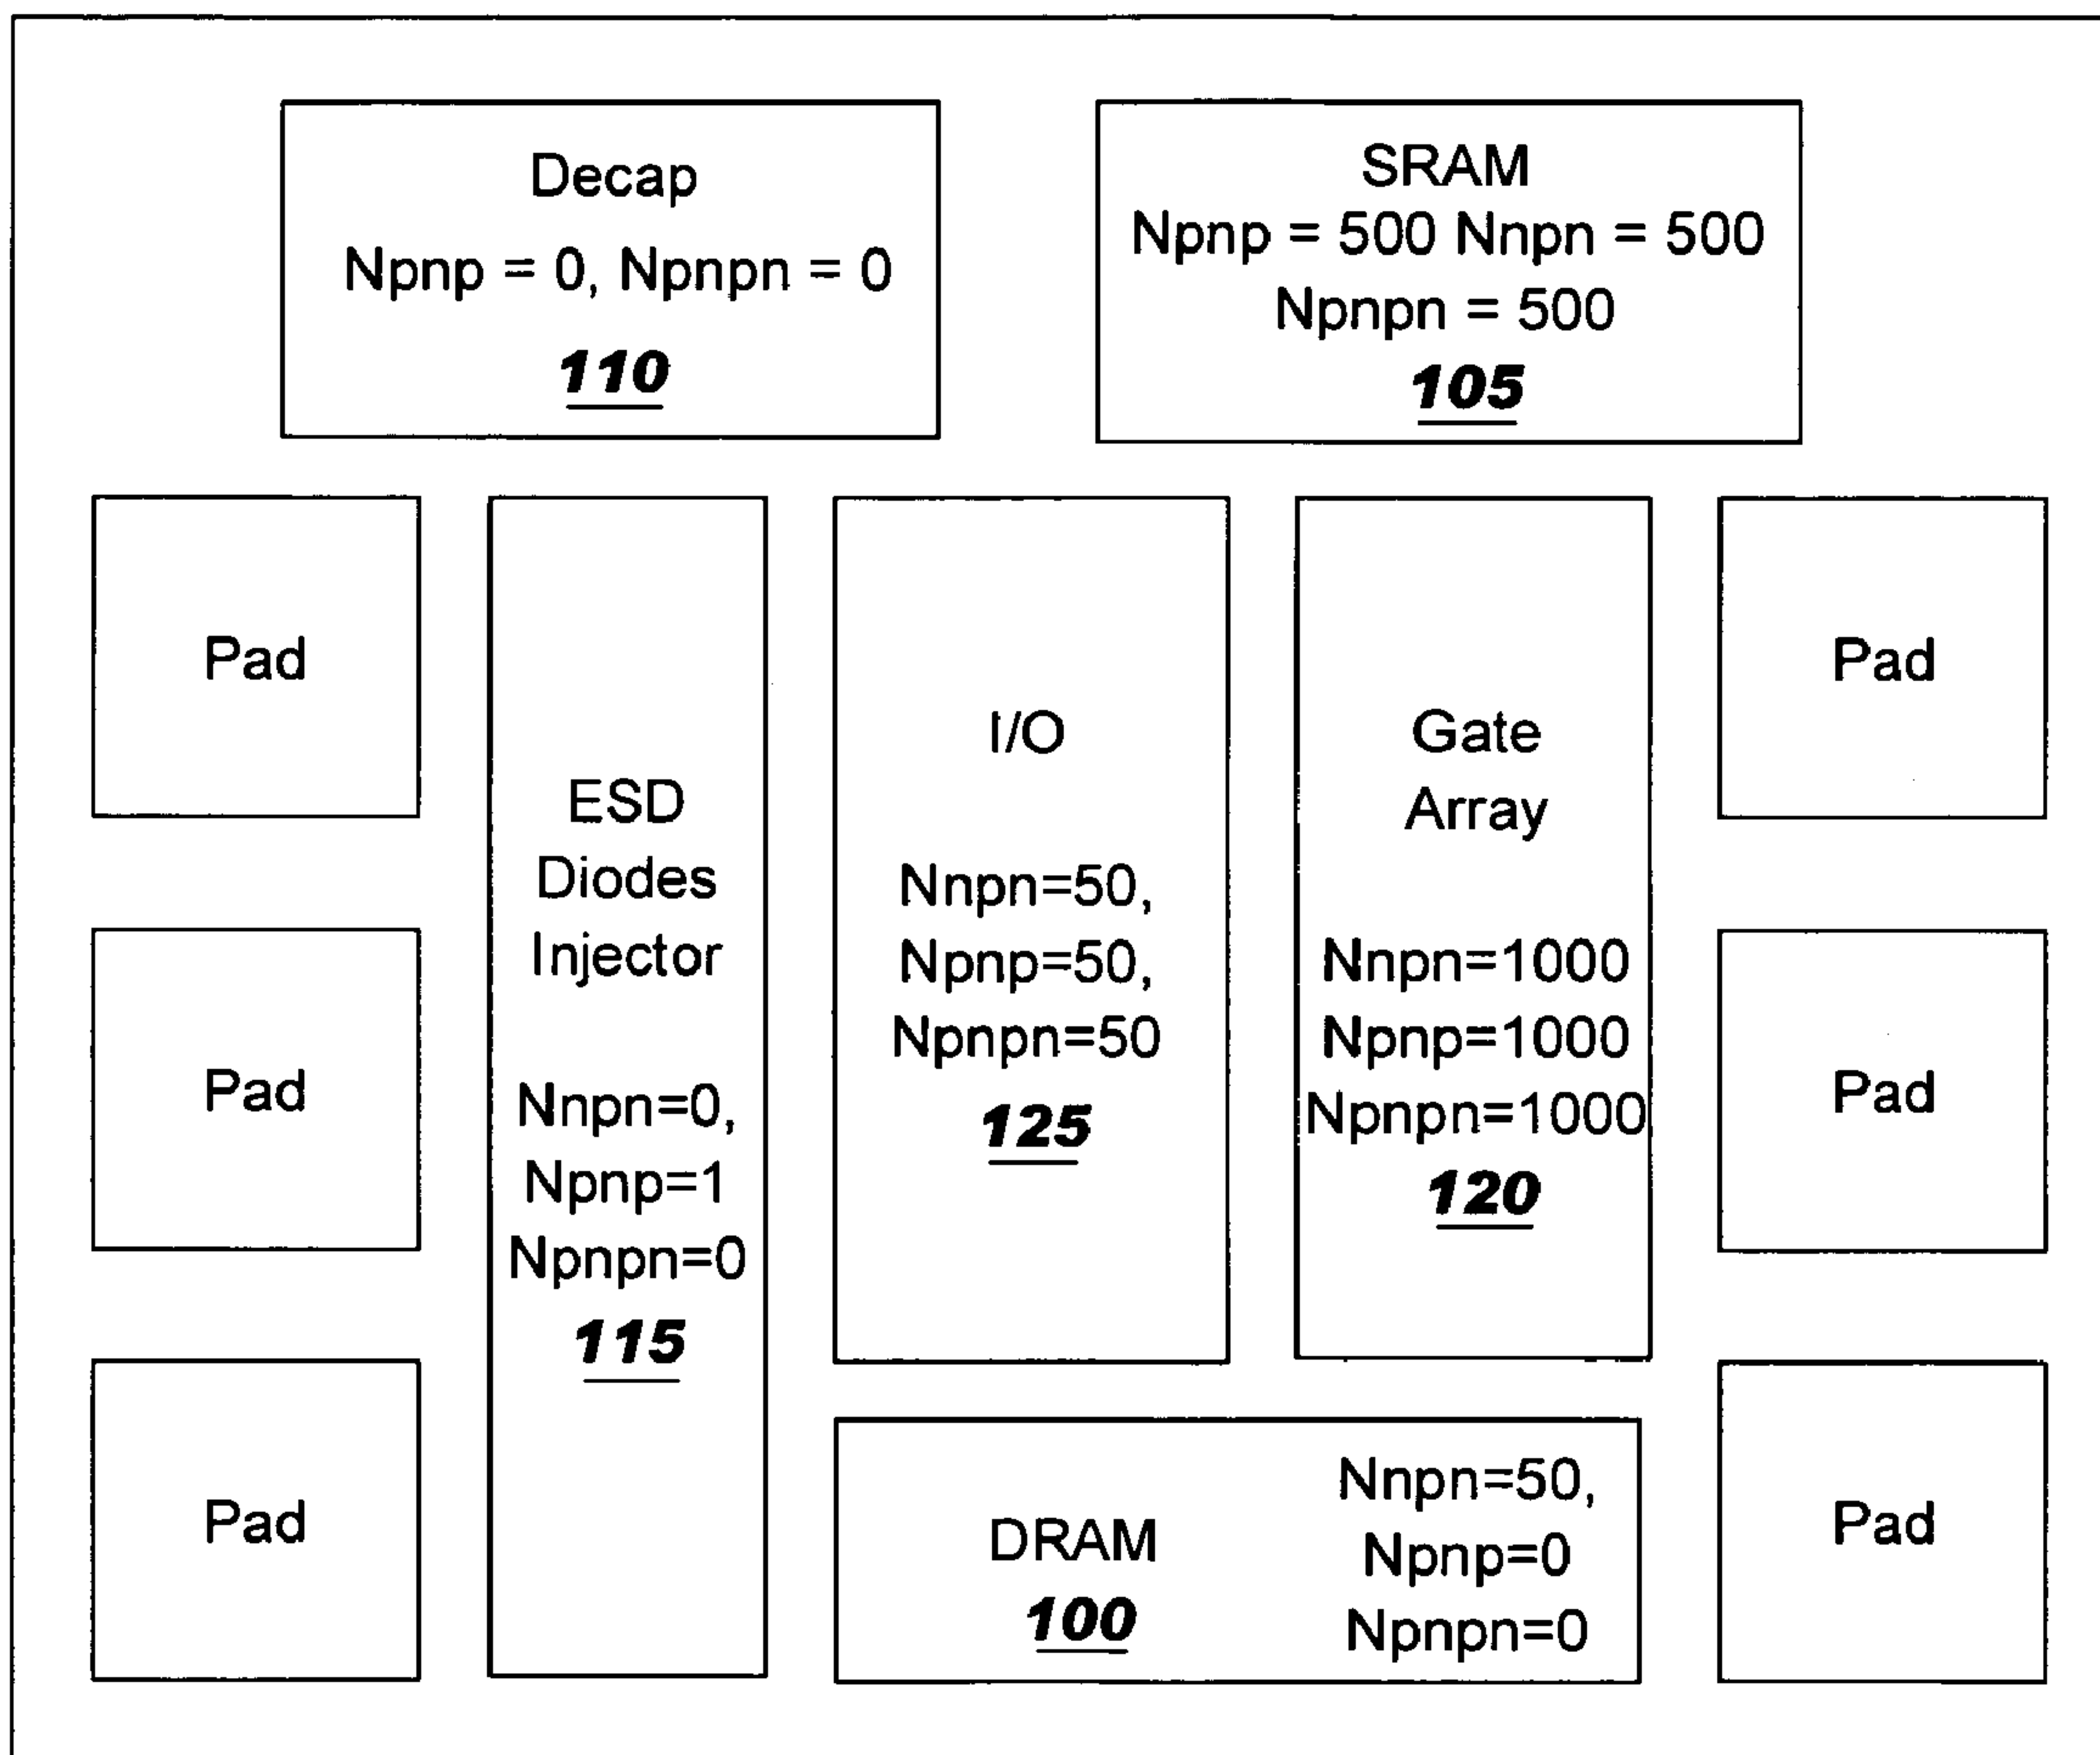 Decap
Npnp = 0, Npnpn = 0
110
SRAM
Npnp = 500 Nnpn = 500
Npnpn = 500
105
Pad
Pad
Pad
ESD
Diodes
Injector
Nnpn=0,
Npnp=1
Npnpn=0
115
I/O
Nnpn=50,
Npnp=50,
Npnpn=50
125
Gate
Array
Nnpn=1000
Npnp=1000
Npnpn=1000
120
Pad
Pad
Pad
DRAM
100
Nnpn=50,
Npnp=0
Npnpn=0